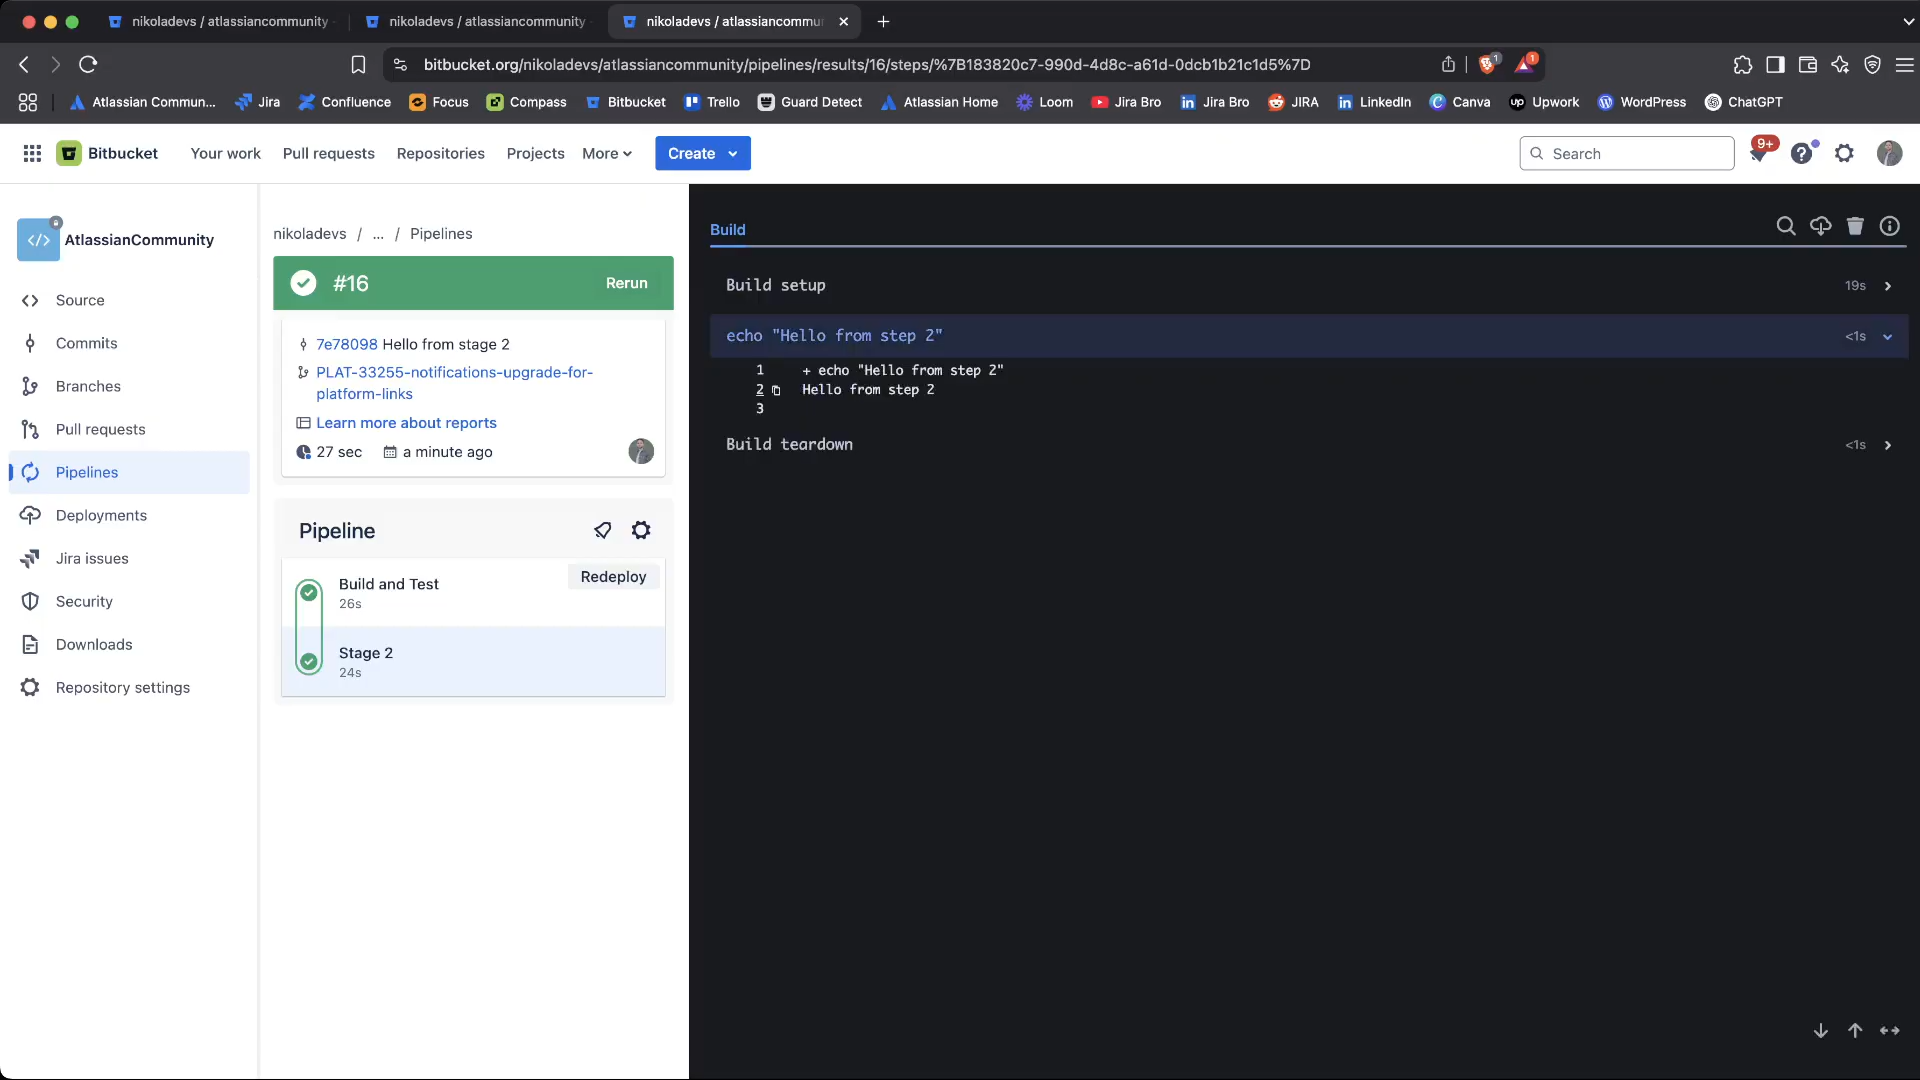 nikoladevs / atlassiancommunity
nikoladevs / atlassiancommunity
nikoladevs / atlassiancommu
bitbucket.org/nikoladevs/atlassiancommunity/pipelines/results/16/steps/%7B183820c7-990d-4d8c-a61d-0dcb1b21c1d5%7D
1
1
Atlassian Commun...
Jira
Confluence
Focus
Compass
Bitbucket
Trello
Guard Detect
Atlassian Home
Loom
Jira Bro
Jira Bro
JIRA
LinkedIn
Canva
Upwork
WordPress
ChatGPT
Bitbucket
Your work
Pull requests
Repositories
Projects
More
Create
Search
9+
AtlassianCommunity
Source
Commits
Branches
Pull requests
Pipelines
Deployments
Jira issues
Security
Downloads
Repository settings
nikoladevs / ... / Pipelines
#16
Rerun
7e78098 Hello from stage 2
PLAT-33255-notifications-upgrade-for-
platform-links
Learn more about reports
27 sec
a minute ago
Pipeline
Build and Test
26s
Redeploy
Stage 2
24s
Build
Build setup
19s
echo "Hello from step 2"
<1s
1 + echo "Hello from step 2"
2 Hello from step 2
3
Build teardown
<1s